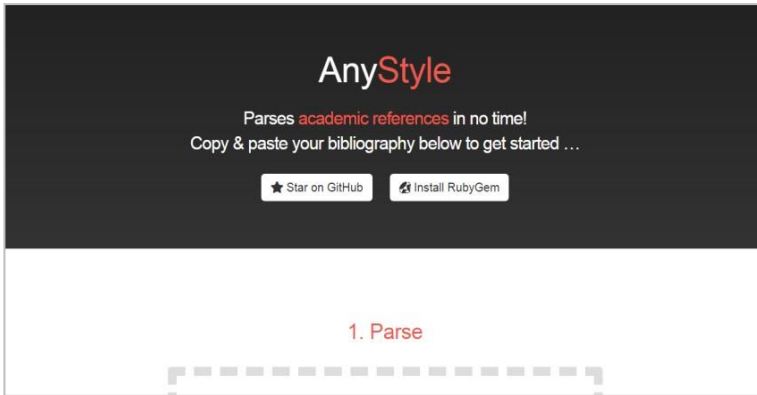 AnyStyle
Parses academic references in no time!
Copy & paste your bibliography below to get started …
Star on GitHub
Install RubyGem
1. Parse